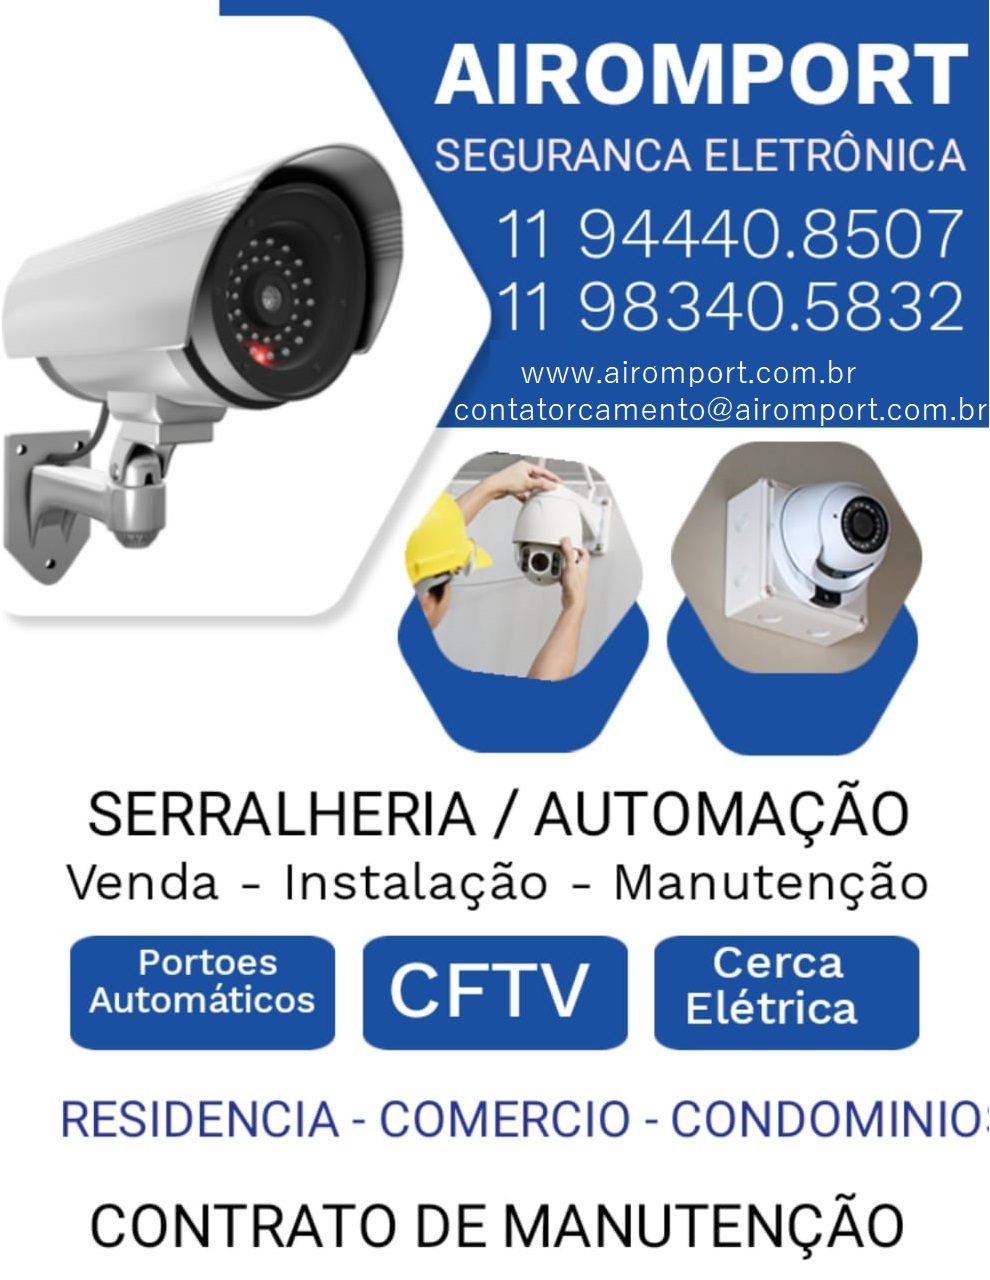 AIROMPORT
SEGURANCA ELETRÔNICA
11 94440.8507
11 98340.5832
www.airomport.com.br
contatorcamento@airomport.com.br
SERRALHERIA / AUTOMAÇÃO
Venda - Instalação - Manutenção
Portoes
Automáticos
CFTV
Cerca
Elétrica
RESIDENCIA - COMERCIO - CONDOMINIOS
CONTRATO DE MANUTENÇÃO